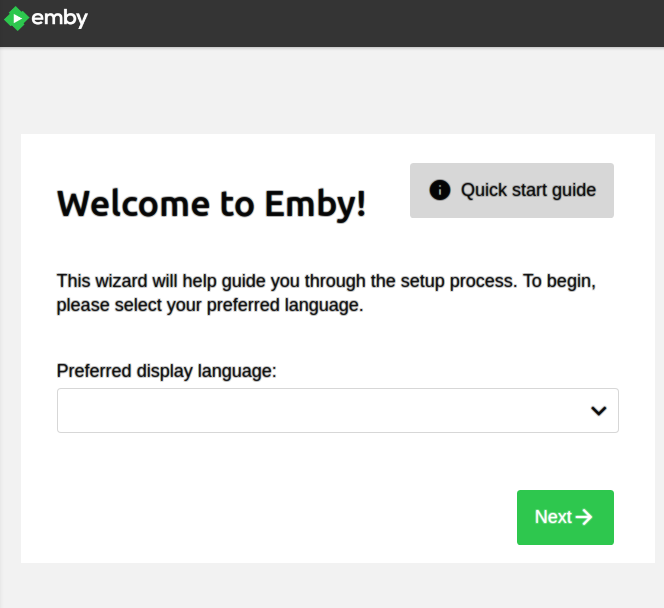 emby
Quick start guide
Welcome to Emby!
This wizard will help guide you through the setup process. To begin,
please select your preferred language.
Preferred display language:
Next